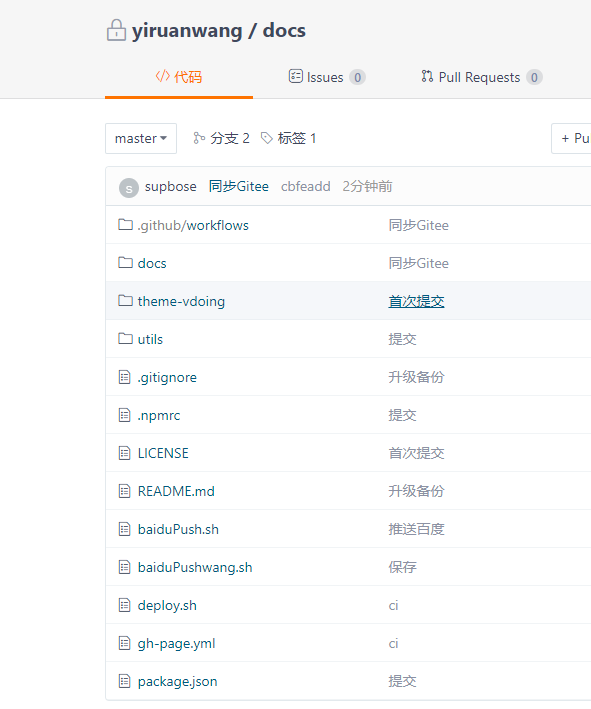 yiruanwang / docs
代码 Issues 0 Pull Requests 0
master 分支 2 标签 1 + Pu
s supbose 同步Gitee cbfeadd 2分钟前
.github/workflows 同步Gitee
docs 同步Gitee
theme-vdoing 首次提交
utils 提交
.gitignore 升级备份
.npmrc 提交
LICENSE 首次提交
README.md 升级备份
baiduPush.sh 推送百度
baiduPushwang.sh 保存
deploy.sh ci
gh-page.yml ci
package.json 提交